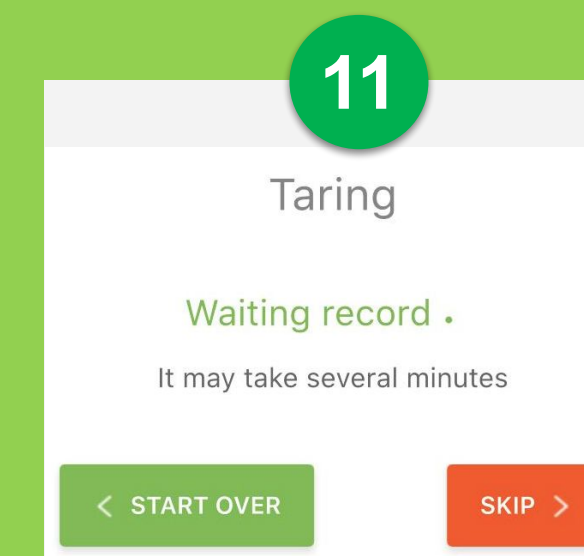 11
Taring
Waiting record .
It may take several minutes
< START OVER
SKIP >